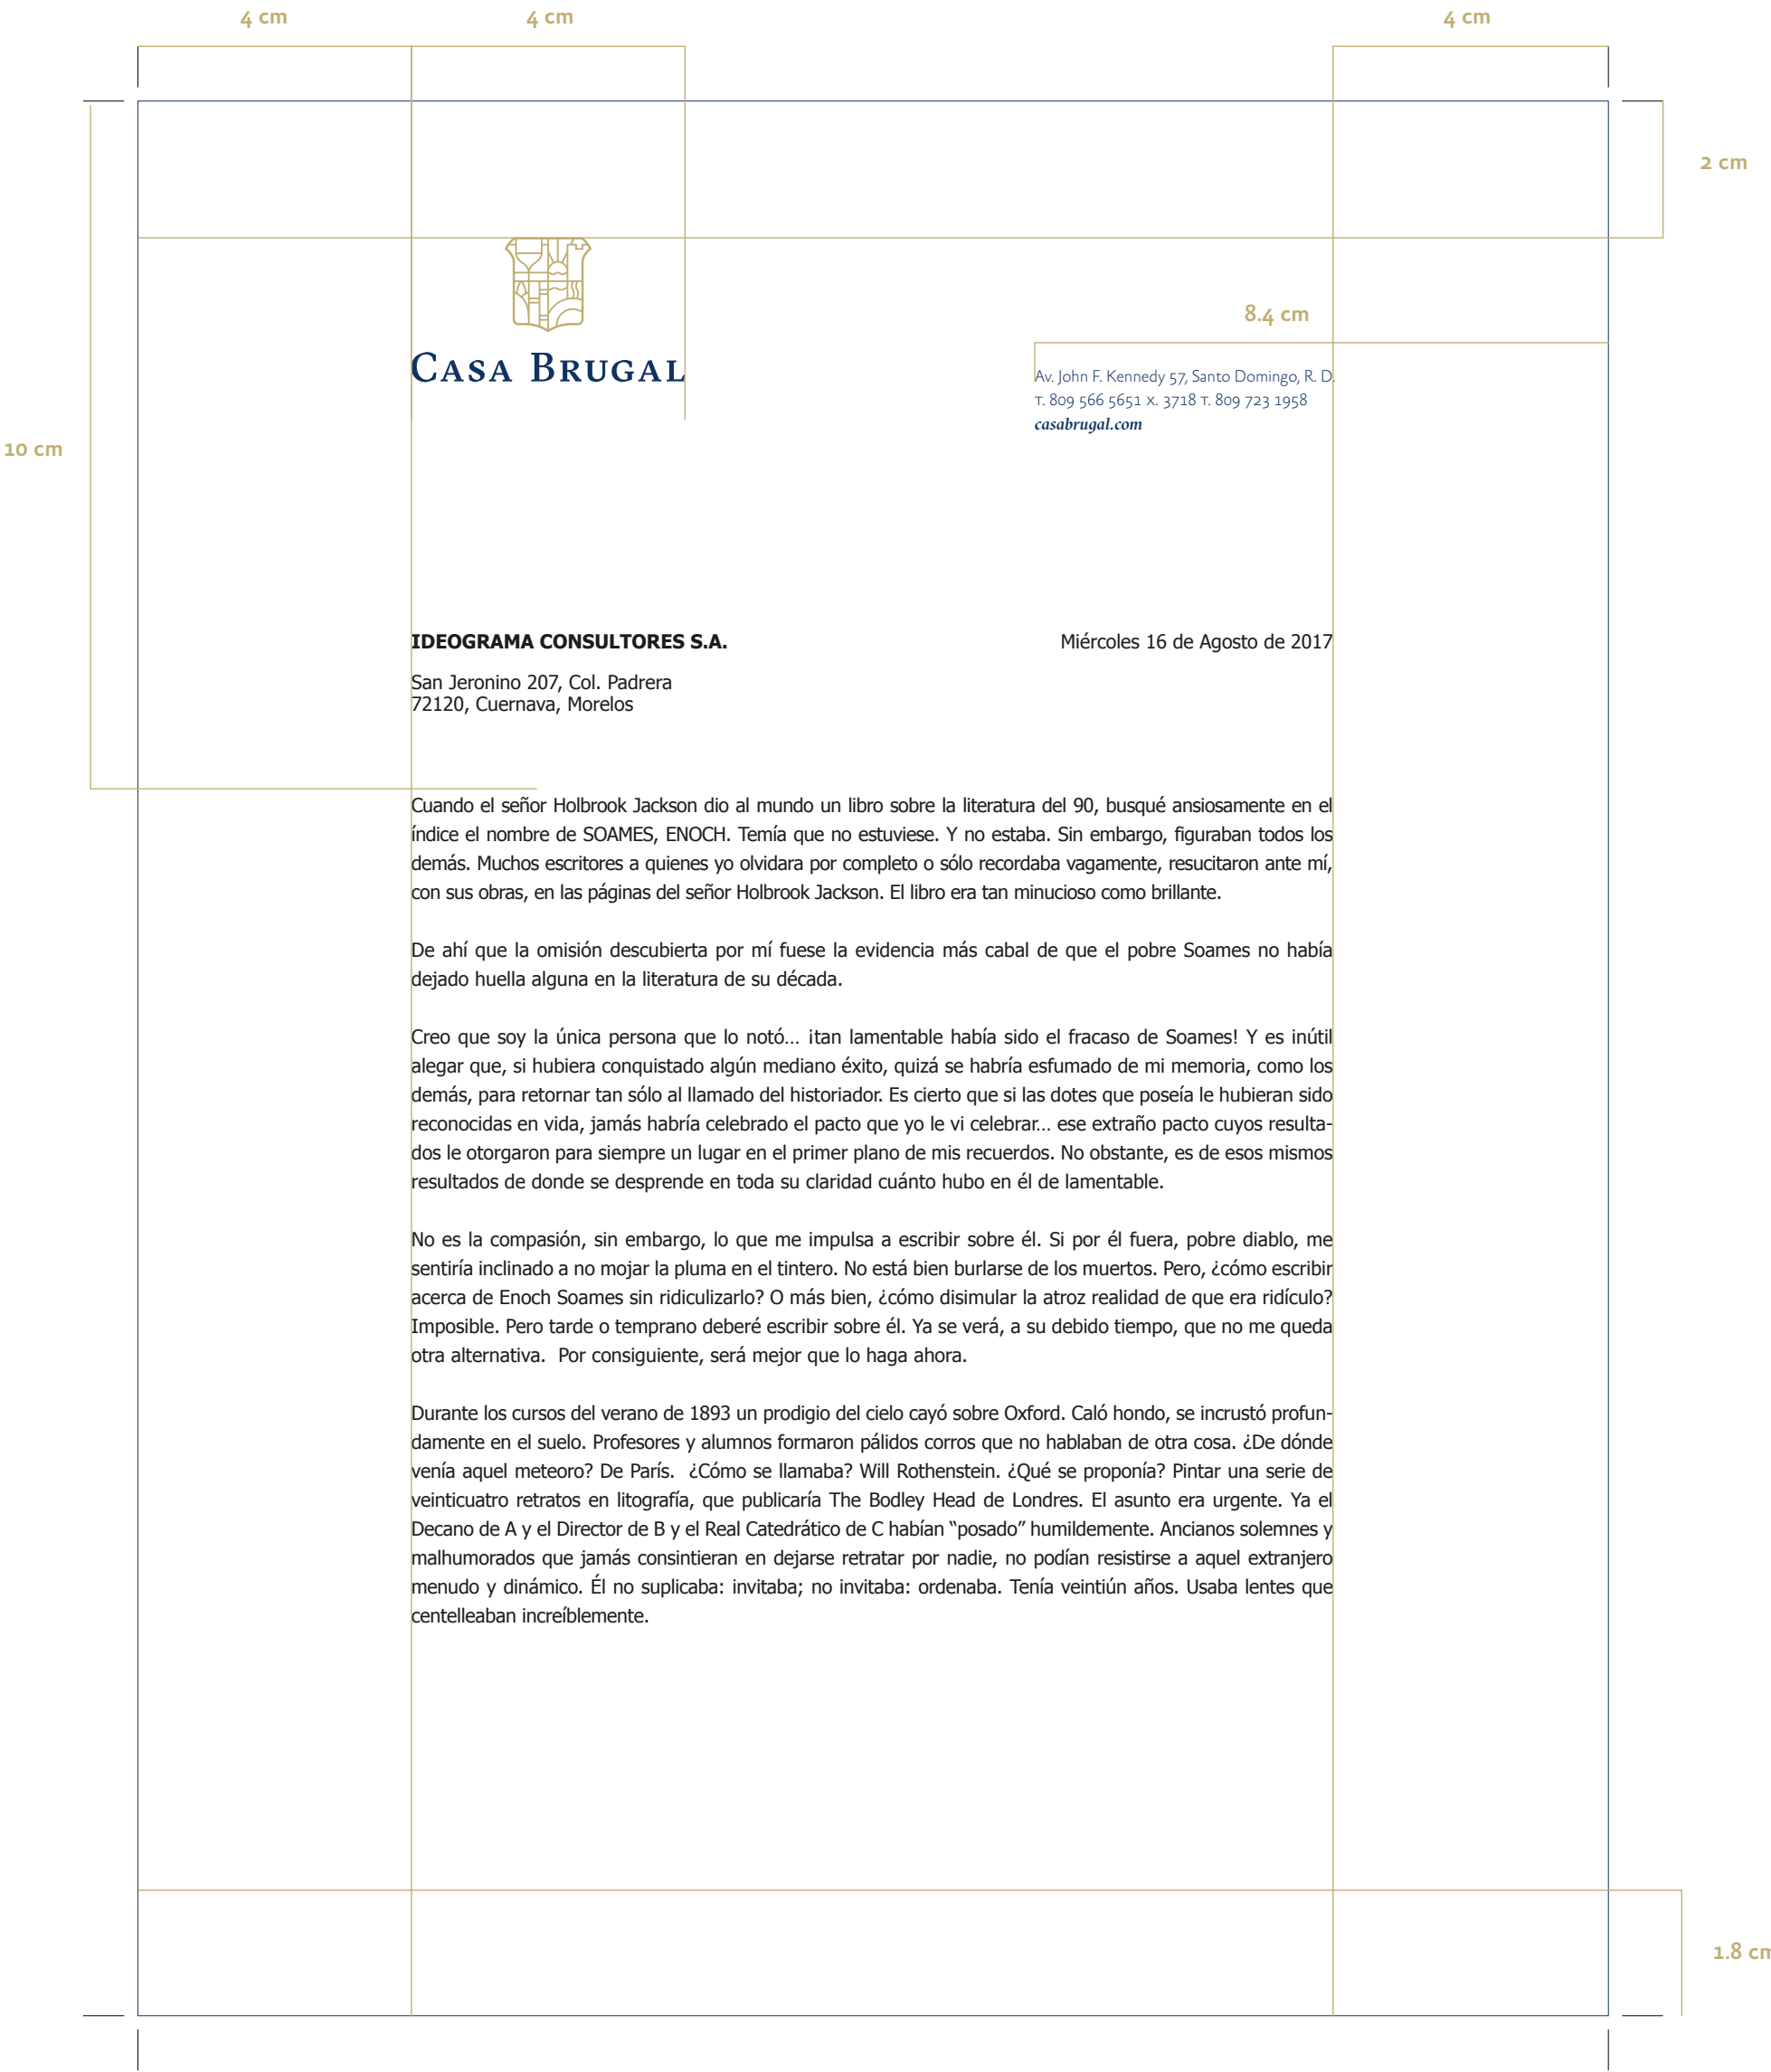 4 cm
4 cm
4 cm
2 cm
8.4 cm
CASA BRUGAL
Av. John F. Kennedy 57, Santo Domingo, R. D.
T. 809 566 5651 X. 3718 T. 809 723 1958
casabrugal.com
10 cm
IDEOGRAMA CONSULTORES S.A.
Miércoles 16 de Agosto de 2017
San Jeronino 207, Col. Padrera
72120, Cuernava, Morelos
Cuando el señor Holbrook Jackson dio al mundo un libro sobre la literatura del 90, busqué ansiosamente en el
índice el nombre de SOAMES, ENOCH. Temía que no estuviese. Y no estaba. Sin embargo, figuraban todos los
demás. Muchos escritores a quienes yo olvidara por completo o sólo recordaba vagamente, resucitaron ante mí,
con sus obras, en las páginas del señor Holbrook Jackson. El libro era tan minucioso como brillante.
De ahí que la omisión descubierta por mí fuese la evidencia más cabal de que el pobre Soames no había
dejado huella alguna en la literatura de su década.
Creo que soy la única persona que lo notó… ¡tan lamentable había sido el fracaso de Soames! Y es inútil
alegar que, si hubiera conquistado algún mediano éxito, quizá se habría esfumado de mi memoria, como los
demás, para retornar tan sólo al llamado del historiador. Es cierto que si las dotes que poseía le hubieran sido
reconocidas en vida, jamás habría celebrado el pacto que yo le vi celebrar… ese extraño pacto cuyos resulta-
dos le otorgaron para siempre un lugar en el primer plano de mis recuerdos. No obstante, es de esos mismos
resultados de donde se desprende en toda su claridad cuánto hubo en él de lamentable.
No es la compasión, sin embargo, lo que me impulsa a escribir sobre él. Si por él fuera, pobre diablo, me
sentiría inclinado a no mojar la pluma en el tintero. No está bien burlarse de los muertos. Pero, ¿cómo escribir
acerca de Enoch Soames sin ridiculizarlo? O más bien, ¿cómo disimular la atroz realidad de que era ridículo?
Imposible. Pero tarde o temprano deberé escribir sobre él. Ya se verá, a su debido tiempo, que no me queda
otra alternativa.  Por consiguiente, será mejor que lo haga ahora.
Durante los cursos del verano de 1893 un prodigio del cielo cayó sobre Oxford. Caló hondo, se incrustó profun-
damente en el suelo. Profesores y alumnos formaron pálidos corros que no hablaban de otra cosa. ¿De dónde
venía aquel meteoro? De París.  ¿Cómo se llamaba? Will Rothenstein. ¿Qué se proponía? Pintar una serie de
veinticuatro retratos en litografía, que publicaría The Bodley Head de Londres. El asunto era urgente. Ya el
Decano de A y el Director de B y el Real Catedrático de C habían “posado” humildemente. Ancianos solemnes y
malhumorados que jamás consintieran en dejarse retratar por nadie, no podían resistirse a aquel extranjero
menudo y dinámico. Él no suplicaba: invitaba; no invitaba: ordenaba. Tenía veintiún años. Usaba lentes que
centelleaban increíblemente.
1.8 cm